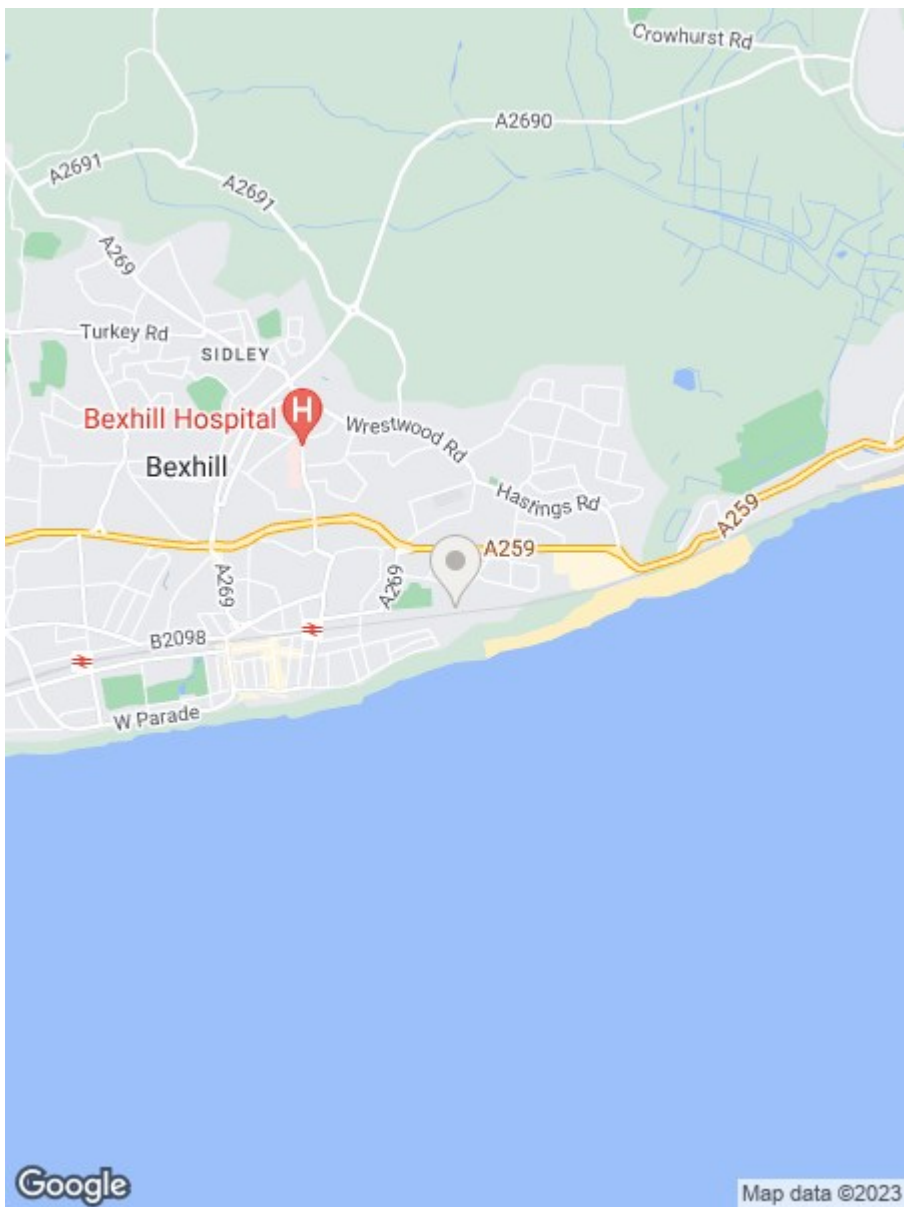 Crowhurst Rd
A2690
A2691
A2691
A269
Turkey Rd
SIDLEY
Bexhill Hospital
H
Wrestwood Rd
Bexhill
Hastings Rd
A259
A259
A269
A269
B2098
W Parade
Google
Map data ©2023